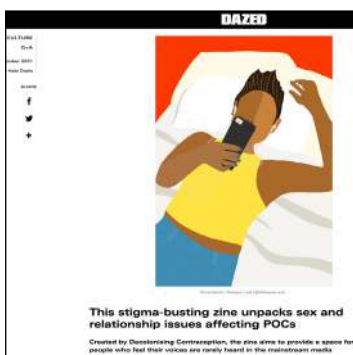 DAZED
CULTURE
Q+A
SHARE
This stigma-busting zine unpacks sex and
relationship issues affecting POCs
Created by Decolonising Contraception, the zine aims to provide a space for
people who feel their voices are rarely heard in the mainstream media